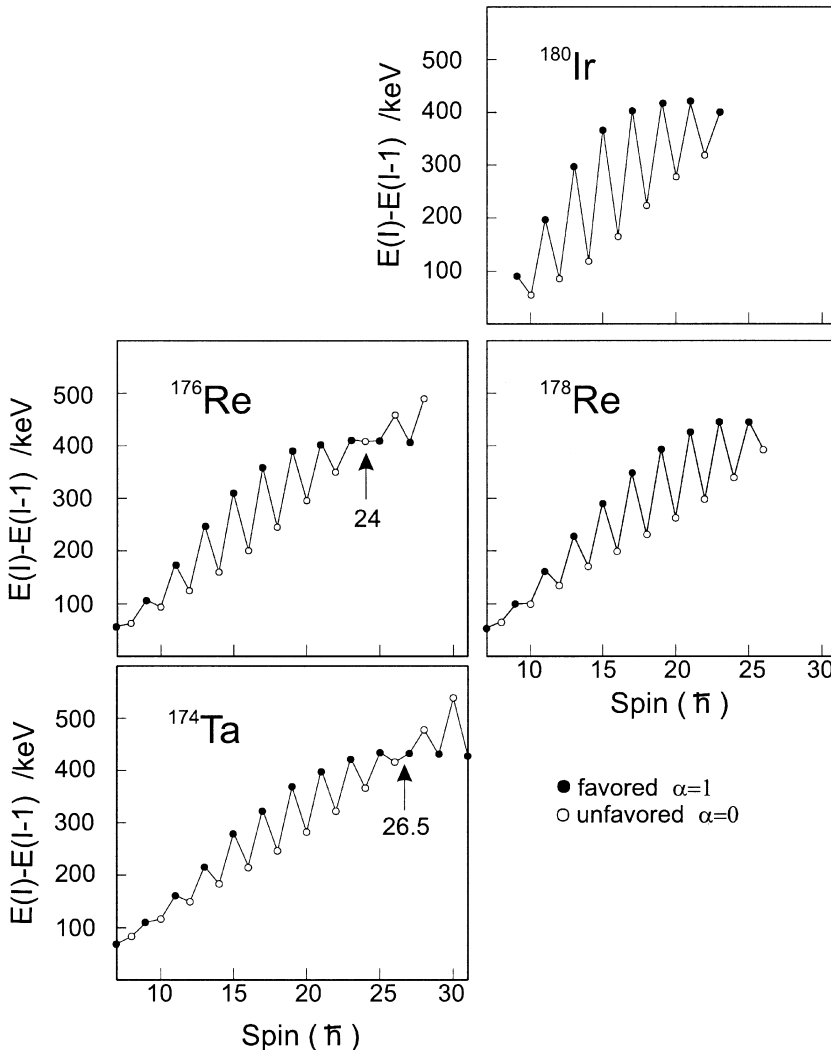 180Ir
E(I)-E(I-1) /keV
500
400
300
200
100
176Re
E(I)-E(I-1) /keV
500
400
300
200
100
24
178Re
10 15 20 25 30
Spin ( ħ )
174Ta
E(I)-E(I-1) /keV
500
400
300
200
100
26.5
10 15 20 25 30
Spin ( ħ )
● favored α=1
○ unfavored α=0